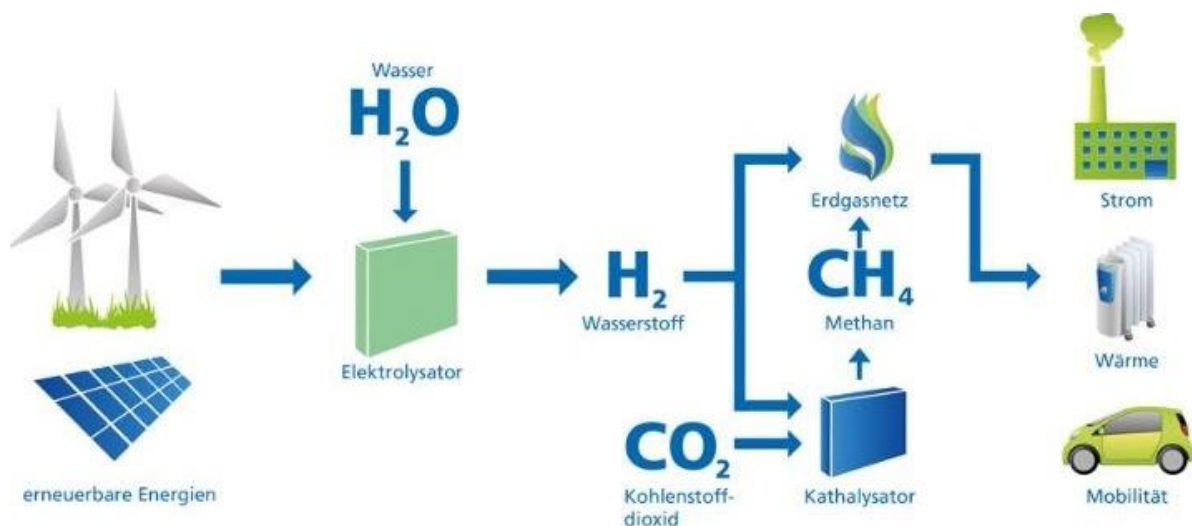 Wasser
H₂O
Elektrolysator
erneuerbare Energien
H₂
Wasserstoff
CO₂
Kohlenstoff-
dioxid
Erdgasnetz
CH₄
Methan
Kathalysator
Strom
Wärme
Mobilität